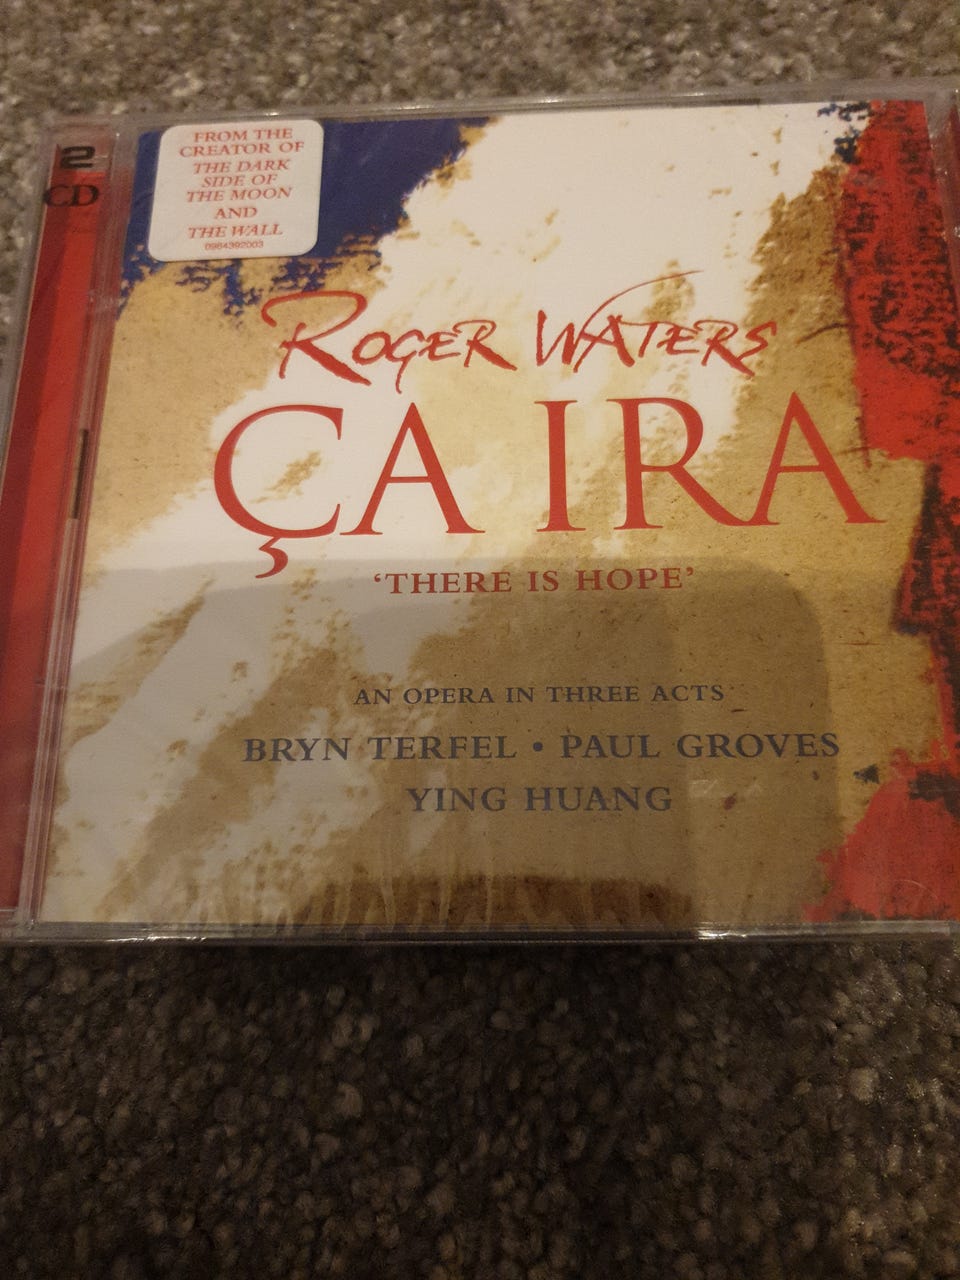 2
CD
FROM THE
CREATOR OF
THE DARK
SIDE OF
THE MOON
AND
THE WALL
0964392003
ROGER WATERS
ÇA IRA
‘THERE IS HOPE’
AN OPERA IN THREE ACTS
BRYN TERFEL • PAUL GROVES
YING HUANG